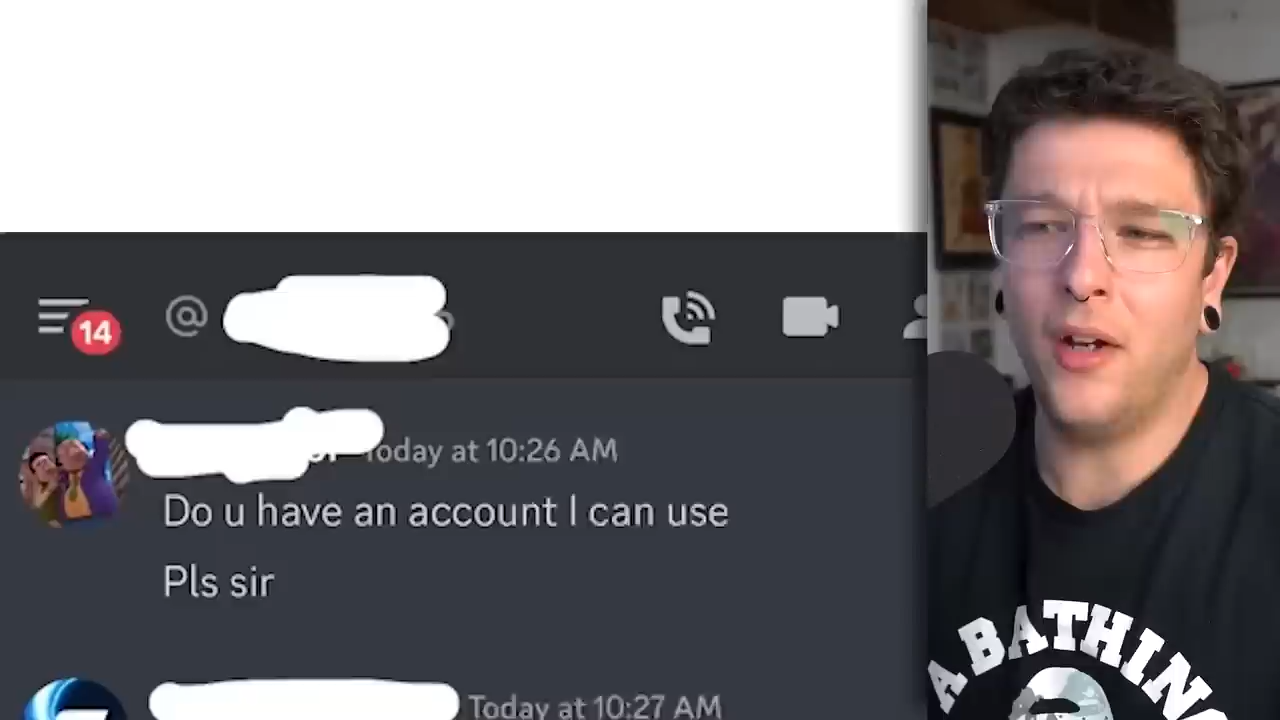 14
@
Today at 10:26 AM
Do u have an account I can use
Pls sir
Today at 10:27 AM
A BATHING